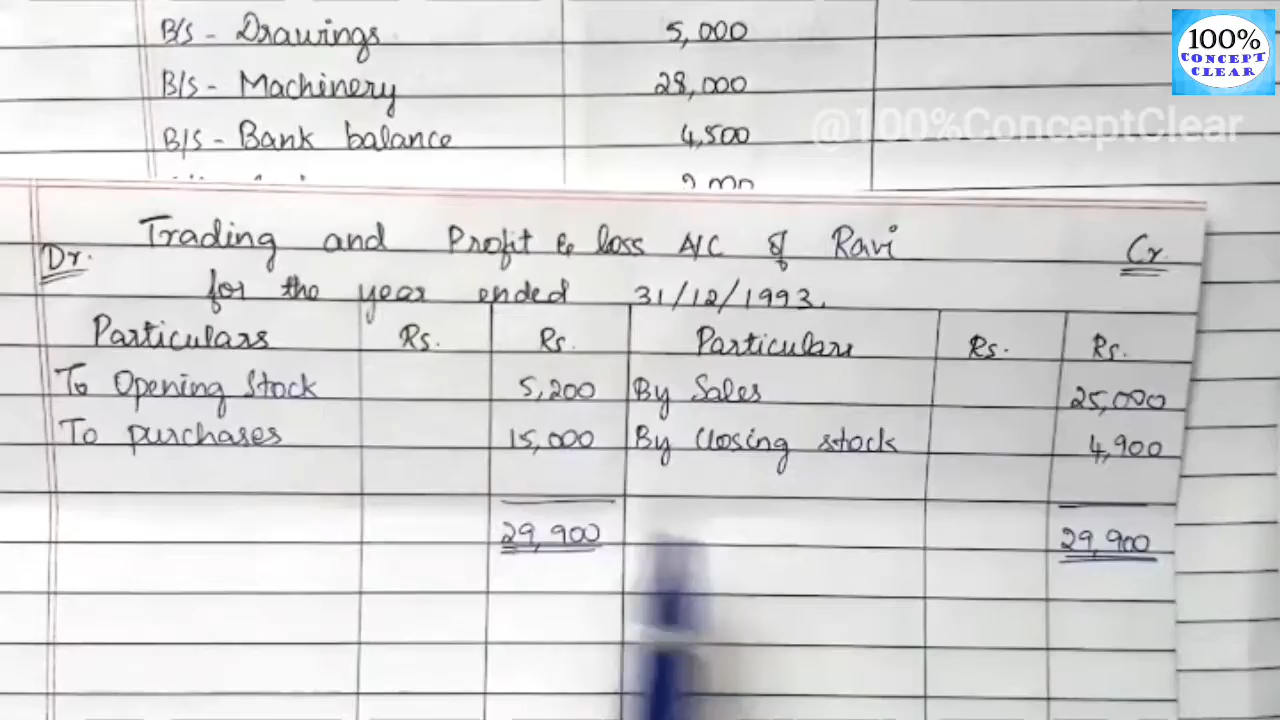 B/S - Drawings 5,000
B/S - Machinery 28,000
B/S - Bank balance 4,500
100%
CONCEPT
CLEAR
@100%ConceptClear
Trading and Profit & loss A/C of Ravi
Dr. Cr.
for the year ended 31/12/1993.
Particulars Rs. Rs. Particulars Rs. Rs.
To Opening Stock 5,200 By Sales 25,000
To purchases 15,000 By Closing stock 4,900
29,900 29,900